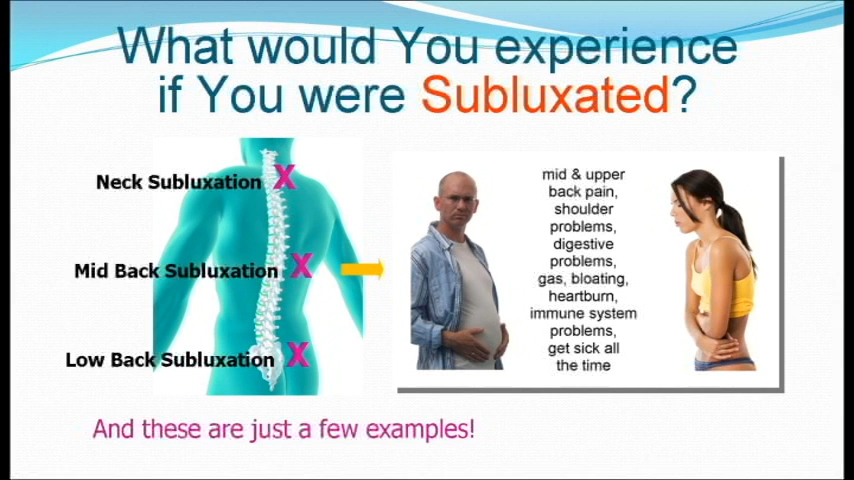 What would You experience
if You were Subluxated?
Neck Subluxation X
Mid Back Subluxation X
Low Back Subluxation X
mid & upper
back pain,
shoulder
problems,
digestive
problems,
gas, bloating,
heartburn,
immune system
problems,
get sick all
the time
And these are just a few examples!